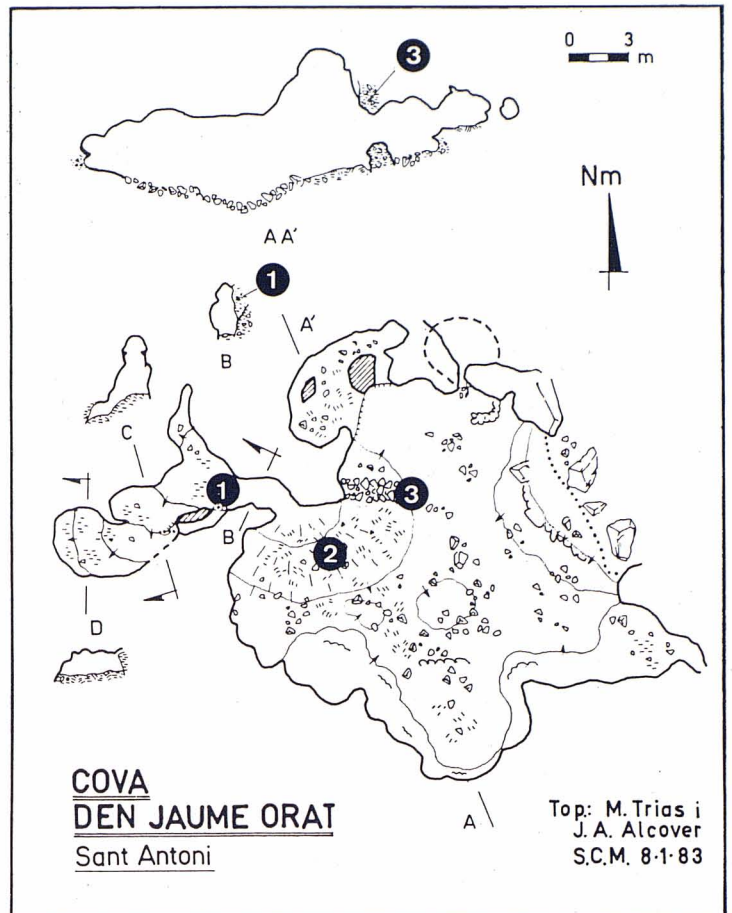 3
0 3
m
Nm
A A'
1
A'
B
C
1
3
B
2
D
COVA
DEN JAUME ORAT
Sant Antoni
A
Top: M. Trias i
J. A. Alcover
S.C.M. 8·1·83